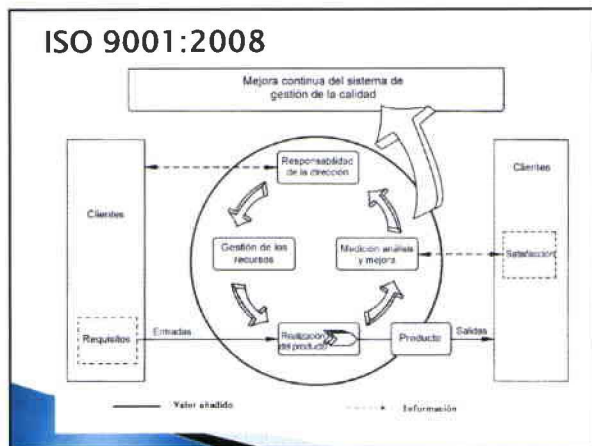 ISO 9001:2008
Mejora continua del sistema de
gestión de la calidad
Responsabilidad
de la dirección
Clientes
Clientes
Gestión de los
recursos
Medición análisis
y mejora
Satisfacción
Requisitos
Entradas
Realización
del producto
Producto
Salidas
Valor añadido
Información